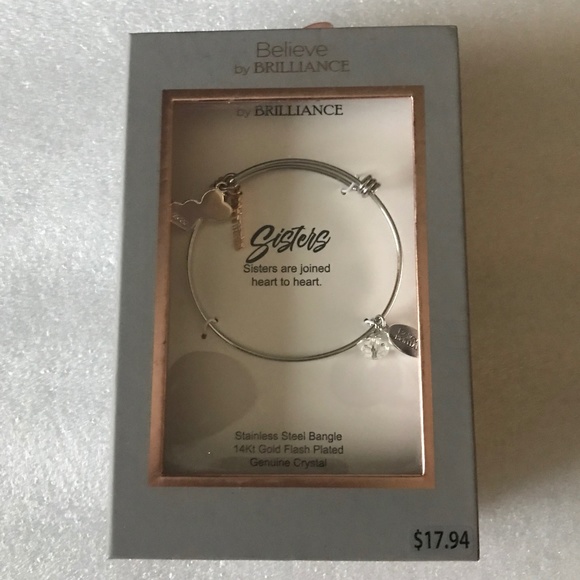 Believe
by BRILLIANCE
by BRILLIANCE
Sisters
Sisters are joined
heart to heart.
Stainless Steel Bangle
14Kt Gold Flash Plated
Genuine Crystal
$17.94